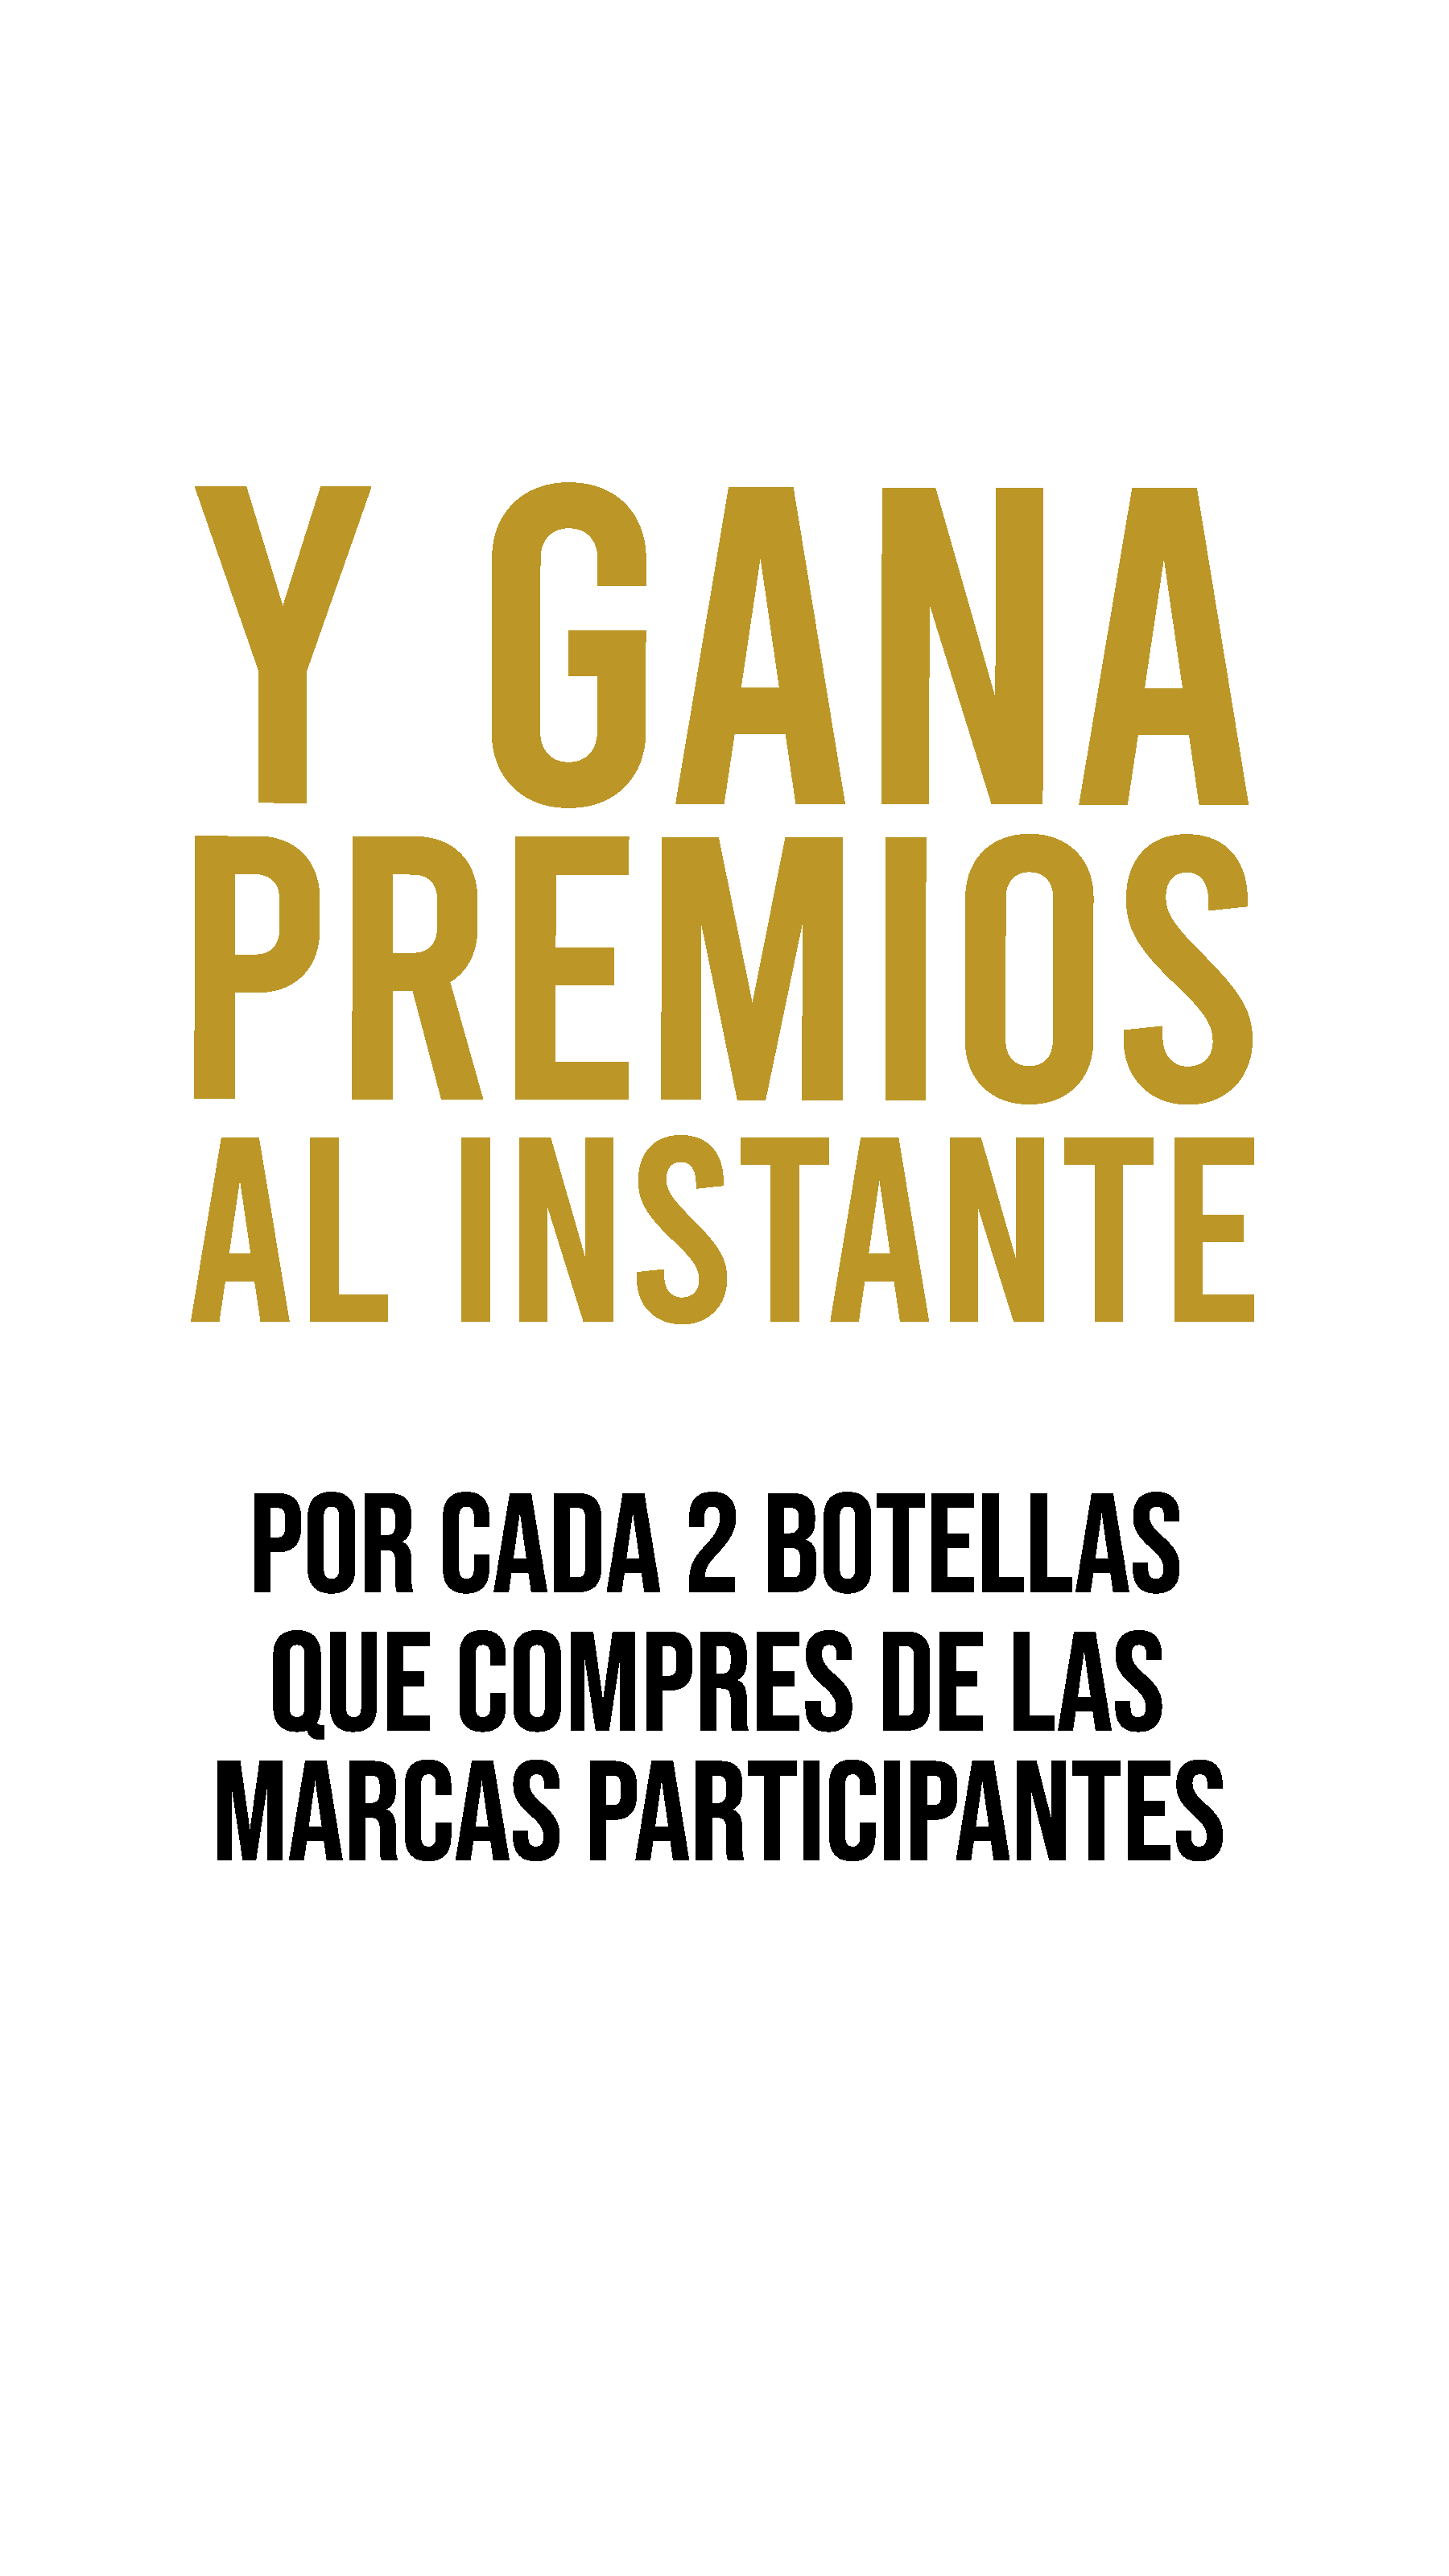 Y GANA
PREMIOS
AL INSTANTE
POR CADA 2 BOTELLAS
QUE COMPRES DE LAS
MARCAS PARTICIPANTES